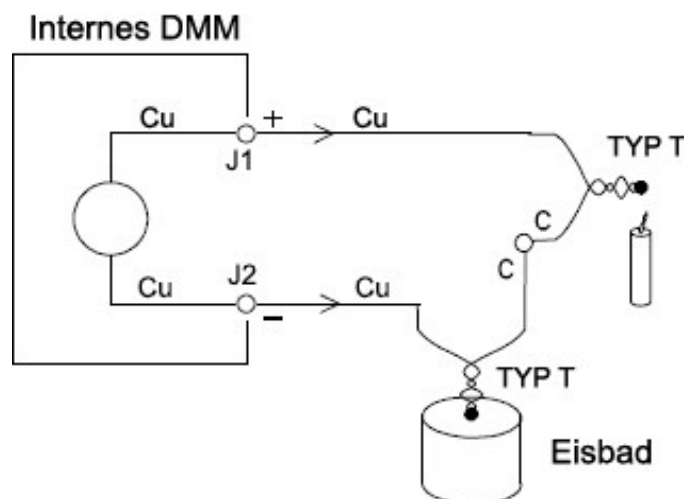 Internes DMM
Cu + Cu
J1
TYP T
C
C
J2
Cu Cu
−
TYP T
Eisbad